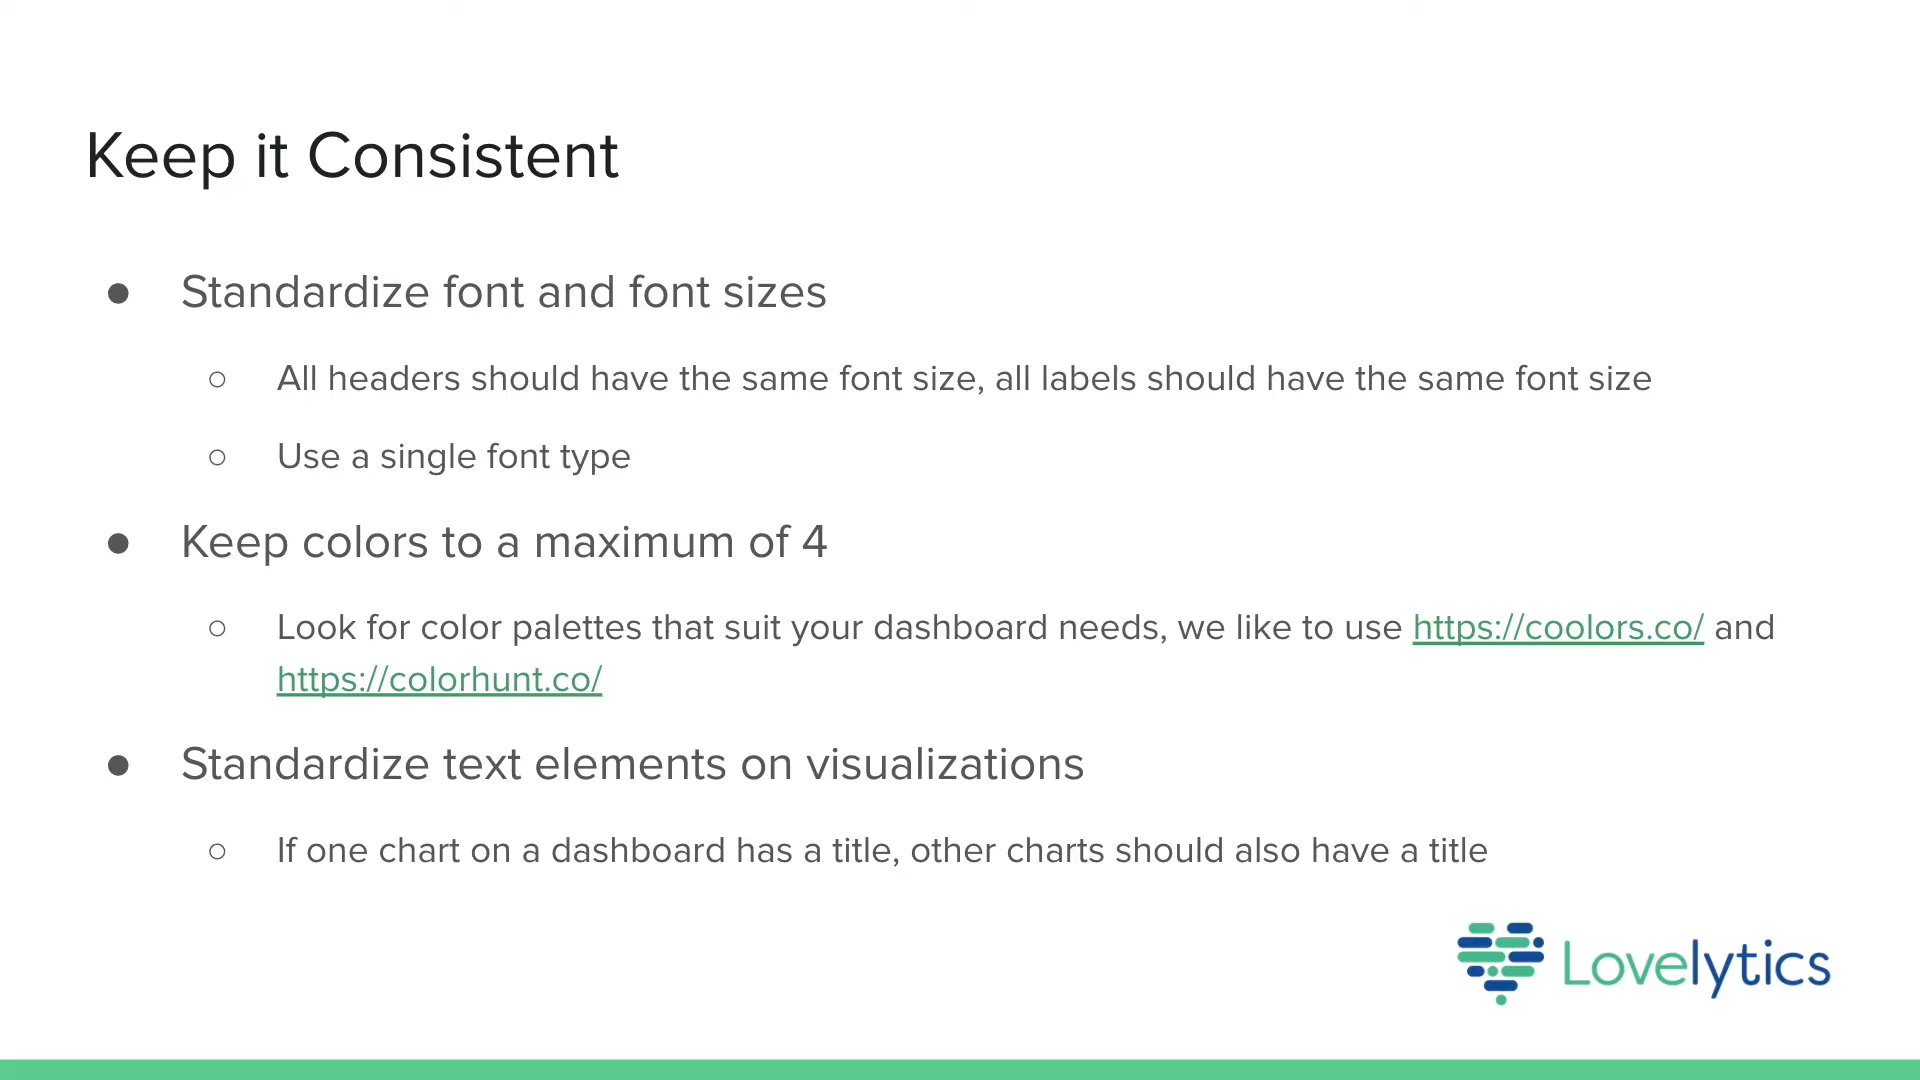 Keep it Consistent
● Standardize font and font sizes
○ All headers should have the same font size, all labels should have the same font size
○ Use a single font type
● Keep colors to a maximum of 4
○ Look for color palettes that suit your dashboard needs, we like to use https://coolors.co/ and
https://colorhunt.co/
● Standardize text elements on visualizations
○ If one chart on a dashboard has a title, other charts should also have a title
Lovelytics